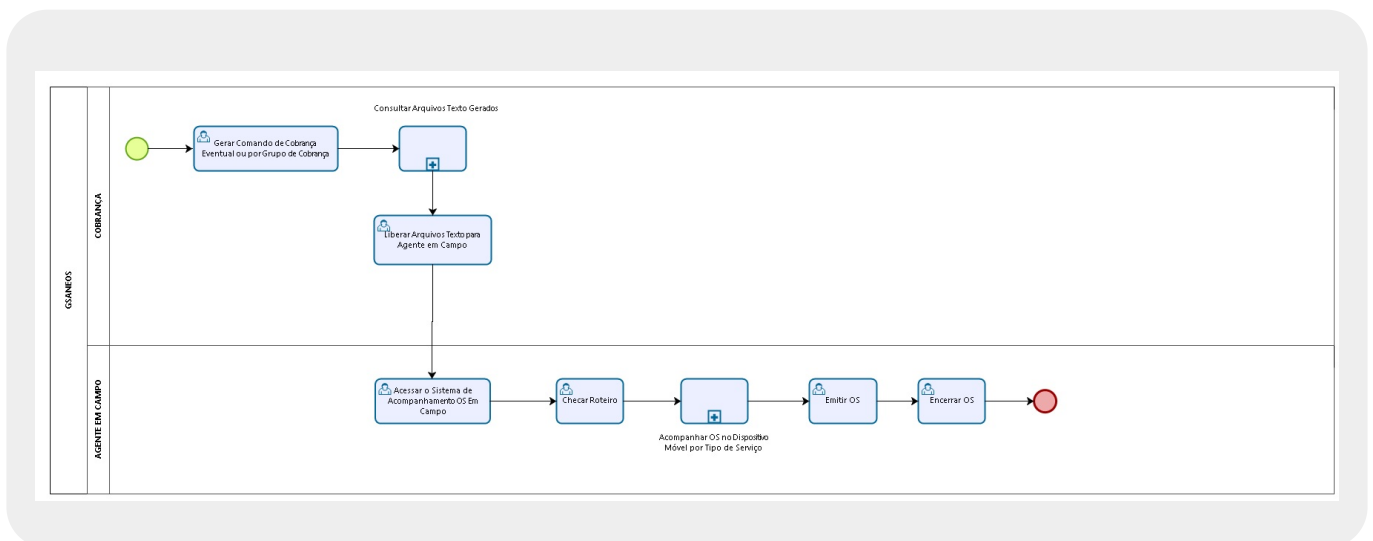 GSANEOS
COBRANÇA
Consultar Arquivos Texto Gerados
Gerar Comando de Cobrança
Eventual ou por Grupo de Cobrança
Liberar Arquivos Texto para
Agente em Campo
AGENTE EM CAMPO
Acessar o Sistema de
Acompanhamento OS Em
Campo
Checar Roteiro
Acompanhar OS no Dispositivo
Móvel por Tipo de Serviço
Emitir OS
Encerrar OS